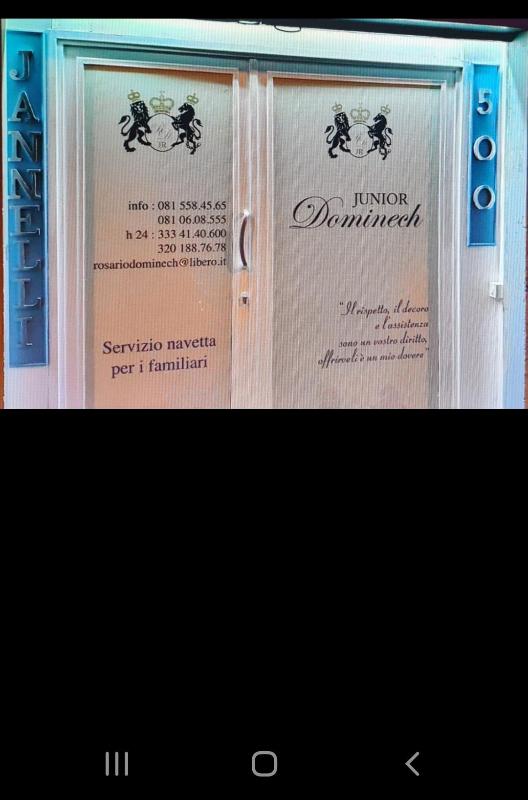 JANNELLI
info : 081 558.45.65
081 06.08.555
h 24 : 333 41.40.600
320 188.76.78
rosariodominech@libero.it
Servizio navetta
per i familiari
JR
JUNIOR
Dominech
"Il rispetto, il decoro
e l'assistenza
sono un vostro diritto,
offrirveli è un mio dovere"
JR
500